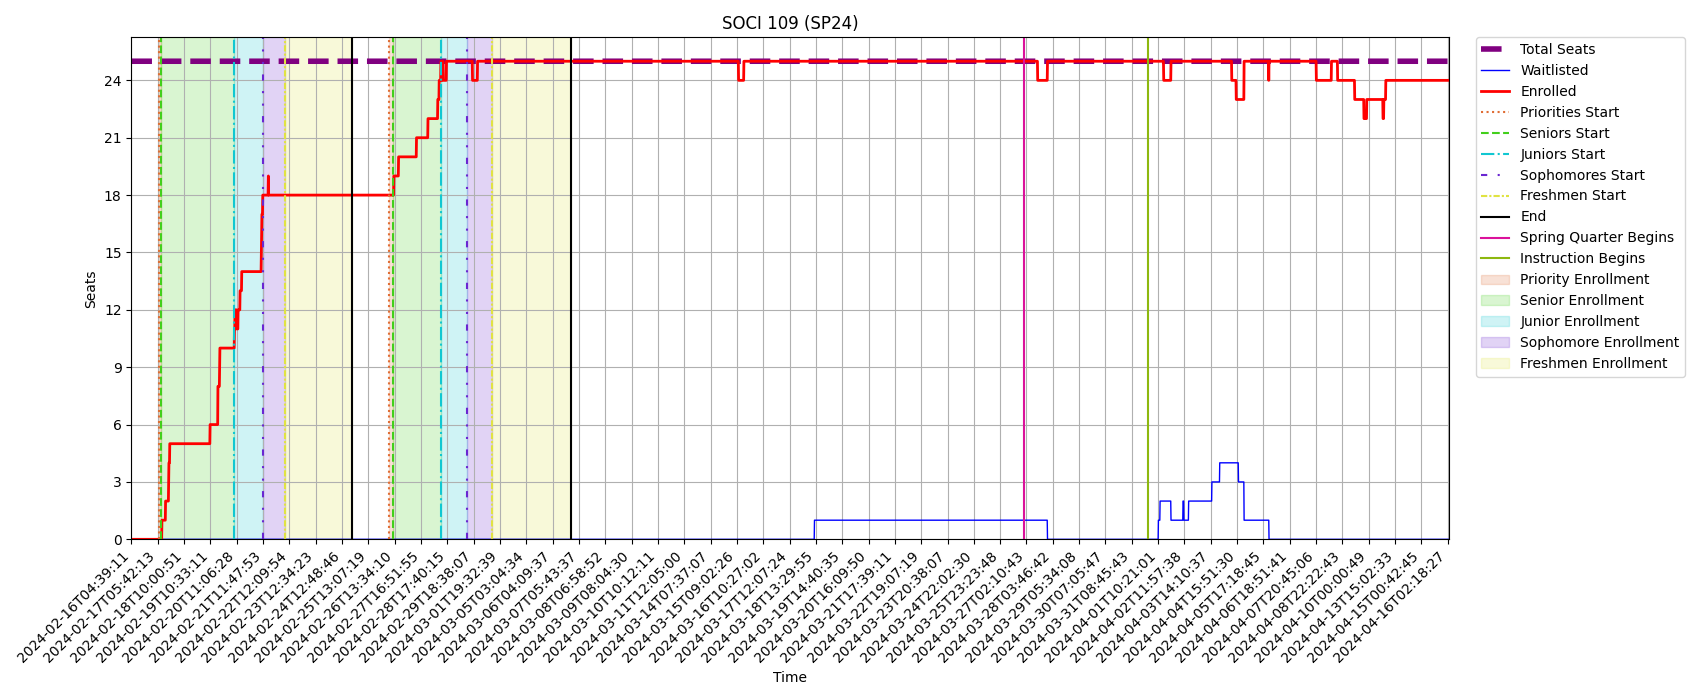 SOCI 109 (SP24)
Seats
24
21
18
15
12
9
6
3
0
2024-02-16T04:39:11
2024-02-17T05:42:13
2024-02-18T10:00:51
2024-02-19T10:33:11
2024-02-20T11:06:28
2024-02-21T11:47:53
2024-02-22T12:09:54
2024-02-23T12:34:23
2024-02-24T12:48:46
2024-02-25T13:07:19
2024-02-26T13:34:10
2024-02-27T16:51:55
2024-02-28T17:40:15
2024-02-29T18:38:07
2024-03-01T19:32:39
2024-03-05T03:04:34
2024-03-06T04:09:37
2024-03-07T05:43:37
2024-03-08T06:58:52
2024-03-09T08:04:30
2024-03-10T10:12:11
2024-03-11T12:05:00
2024-03-14T07:37:07
2024-03-15T09:02:26
2024-03-16T10:27:02
2024-03-17T12:07:24
2024-03-18T13:29:55
2024-03-19T14:40:35
2024-03-20T16:09:50
2024-03-21T17:39:11
2024-03-22T19:07:19
2024-03-23T20:38:07
2024-03-24T22:02:30
2024-03-25T23:23:48
2024-03-27T02:10:43
2024-03-28T03:46:42
2024-03-29T05:34:08
2024-03-30T07:05:47
2024-03-31T08:45:43
2024-04-01T10:21:01
2024-04-02T11:57:38
2024-04-03T14:10:37
2024-04-04T15:51:30
2024-04-05T17:18:45
2024-04-06T18:51:41
2024-04-07T20:45:06
2024-04-08T22:22:43
2024-04-10T00:00:49
2024-04-13T15:02:33
2024-04-15T00:42:45
2024-04-16T02:18:27
Time
Total Seats
Waitlisted
Enrolled
Priorities Start
Seniors Start
Juniors Start
Sophomores Start
Freshmen Start
End
Spring Quarter Begins
Instruction Begins
Priority Enrollment
Senior Enrollment
Junior Enrollment
Sophomore Enrollment
Freshmen Enrollment